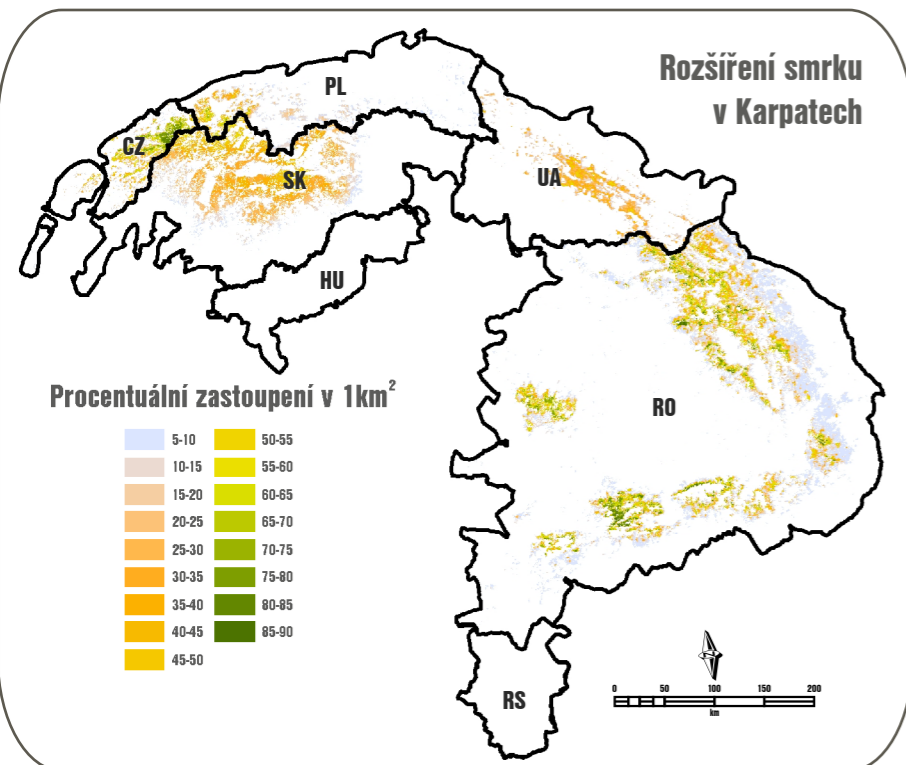 Rozšíření smrku
v Karpatech
PL
CZ
SK
UA
HU
RO
RS
Procentuální zastoupení v 1km²
5-10
10-15
15-20
20-25
25-30
30-35
35-40
40-45
45-50
50-55
55-60
60-65
65-70
70-75
75-80
80-85
85-90
0 50 100 150 200
km